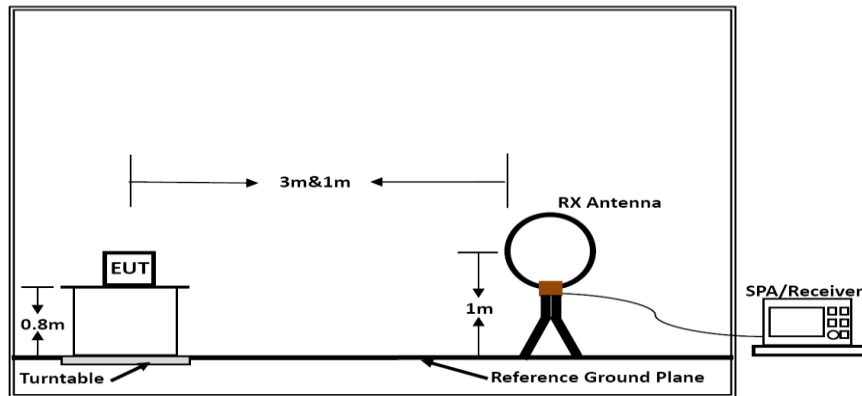 3m&1m
RX Antenna
EUT
SPA/Receiver
0.8m
1m
Turntable
Reference Ground Plane